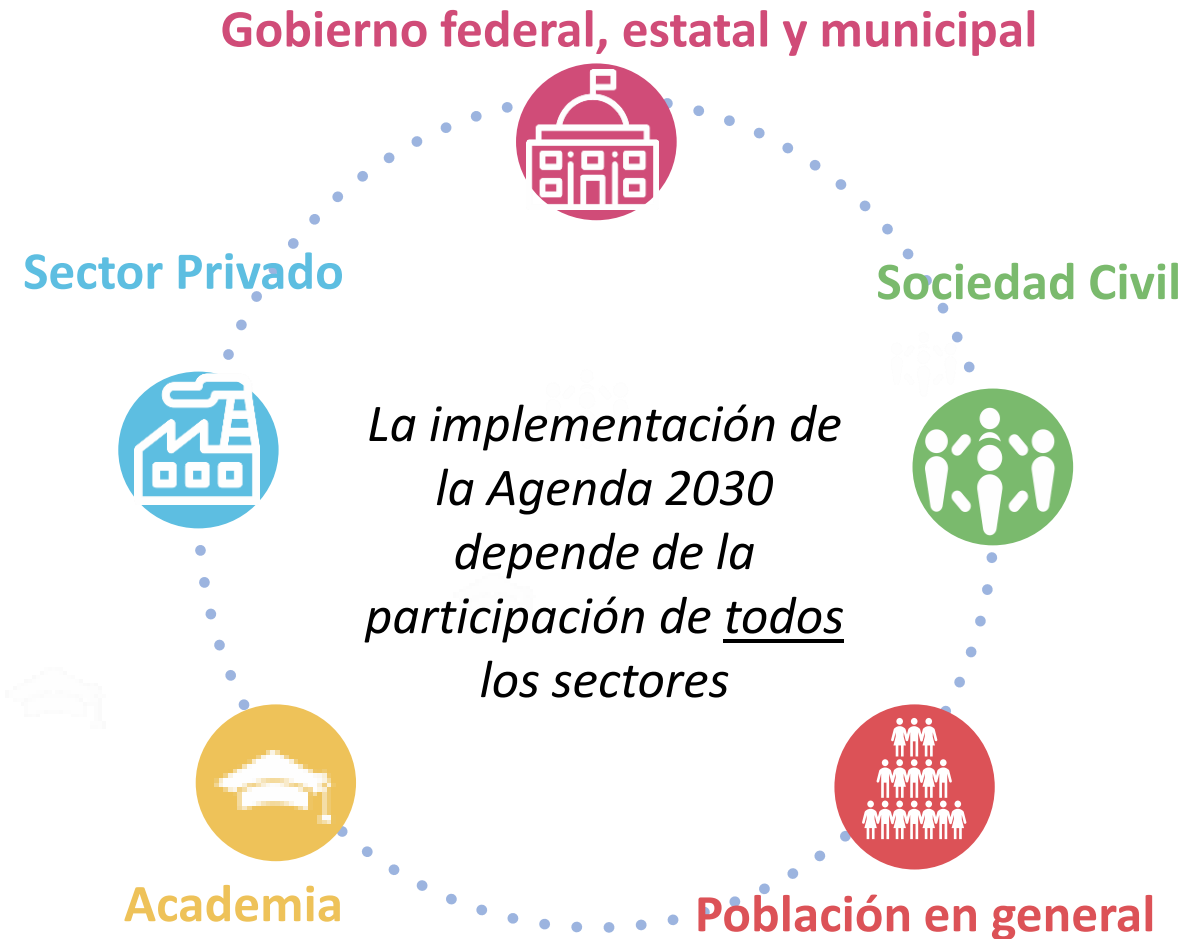 Gobierno federal, estatal y municipal
Sector Privado
Sociedad Civil
La implementación de
la Agenda 2030
depende de la
participación de todos
los sectores
Academia
Población en general